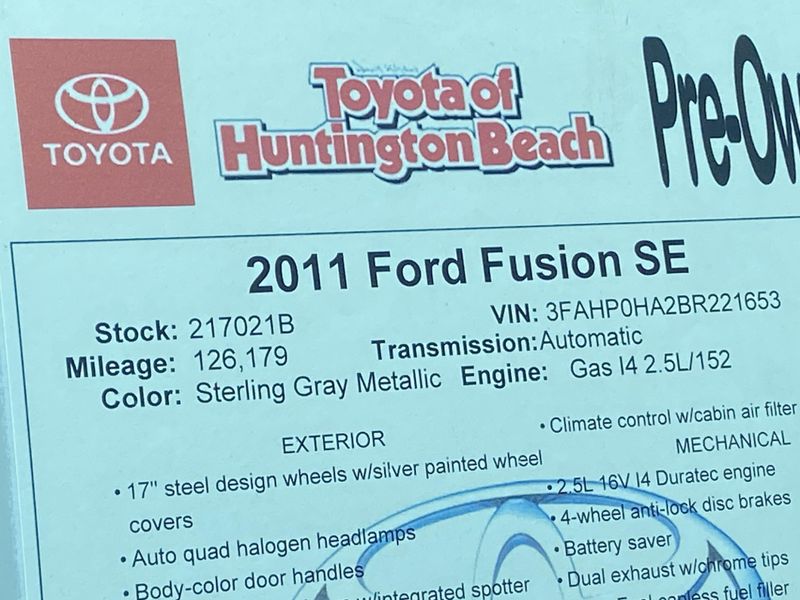 TOYOTA
Toyota of
Huntington Beach
Pre-Ow
2011 Ford Fusion SE
Stock: 217021B
VIN: 3FAHP0HA2BR221653
Mileage: 126,179
Transmission:Automatic
Color: Sterling Gray Metallic
Engine: Gas I4 2.5L/152
EXTERIOR
• 17" steel design wheels w/silver painted wheel
covers
• Auto quad halogen headlamps
• Body-color door handles
w/integrated spotter
• Climate control w/cabin air filter
MECHANICAL
• 2.5L 16V I4 Duratec engine
• 4-wheel anti-lock disc brakes
• Battery saver
• Dual exhaust w/chrome tips
fuel filler